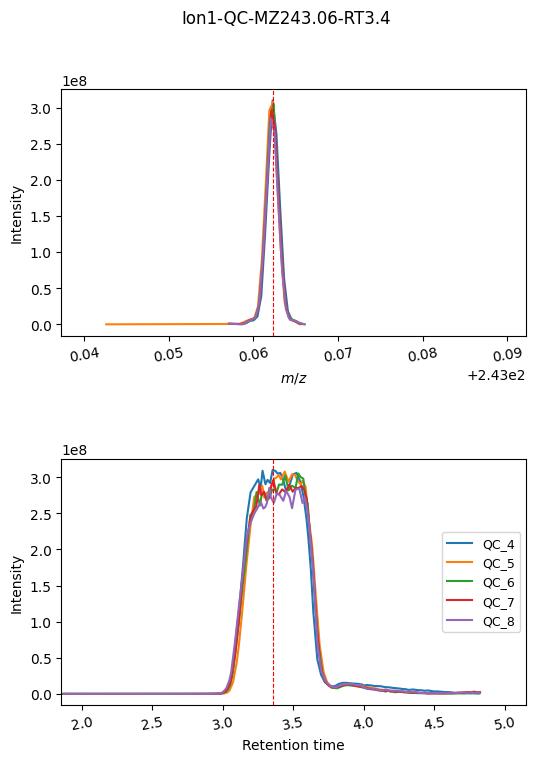 Ion1-QC-MZ243.06-RT3.4
1e8
3.0
2.5
2.0
1.5
1.0
0.5
0.0
Intensity
0.04 0.05 0.06 0.07 0.08 0.09
m/z
+2.43e2
1e8
3.0
2.5
2.0
1.5
1.0
0.5
0.0
Intensity
QC_4
QC_5
QC_6
QC_7
QC_8
2.0 2.5 3.0 3.5 4.0 4.5 5.0
Retention time